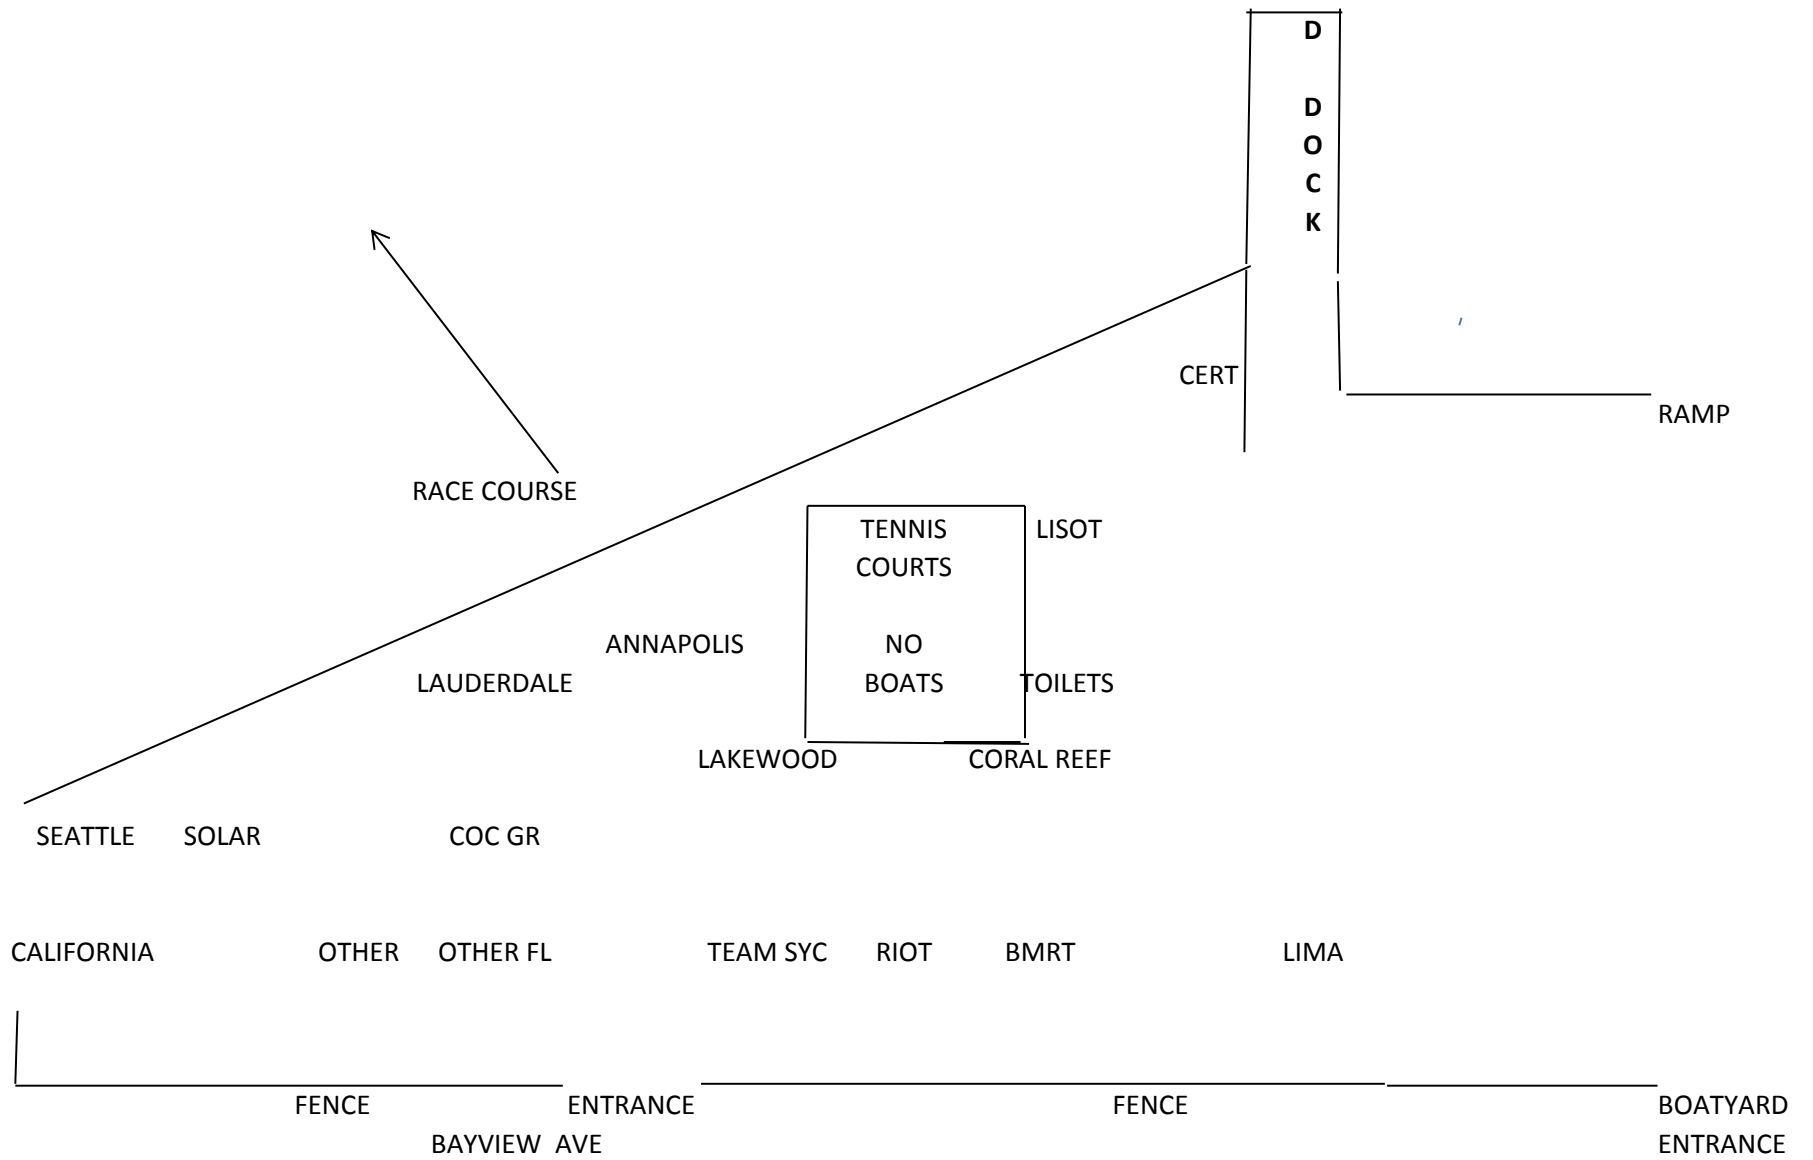 D
D
O
C
K
CERT
RAMP
RACE COURSE
TENNIS LISOT
COURTS
ANNAPOLIS NO
LAUDERDALE BOATS TOILETS
LAKEWOOD CORAL REEF
SEATTLE SOLAR COC GR
CALIFORNIA OTHER OTHER FL TEAM SYC RIOT BMRT LIMA
FENCE ENTRANCE FENCE BOATYARD
BAYVIEW AVE ENTRANCE